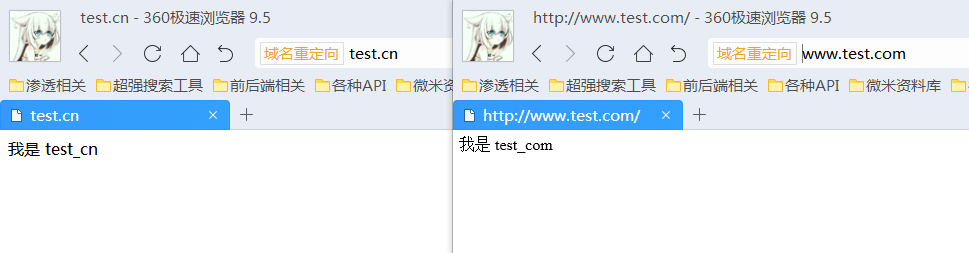 test.cn - 360极速浏览器 9.5
域名重定向 test.cn
渗透相关 超强搜索工具 前后端相关 各种API 微米
test.cn
我是 test_cn
http://www.test.com/ - 360极速浏览器 9.5
域名重定向 www.test.com
渗透相关 超强搜索工具 前后端相关 各种API 微米资料库
http://www.test.com/
我是 test_com